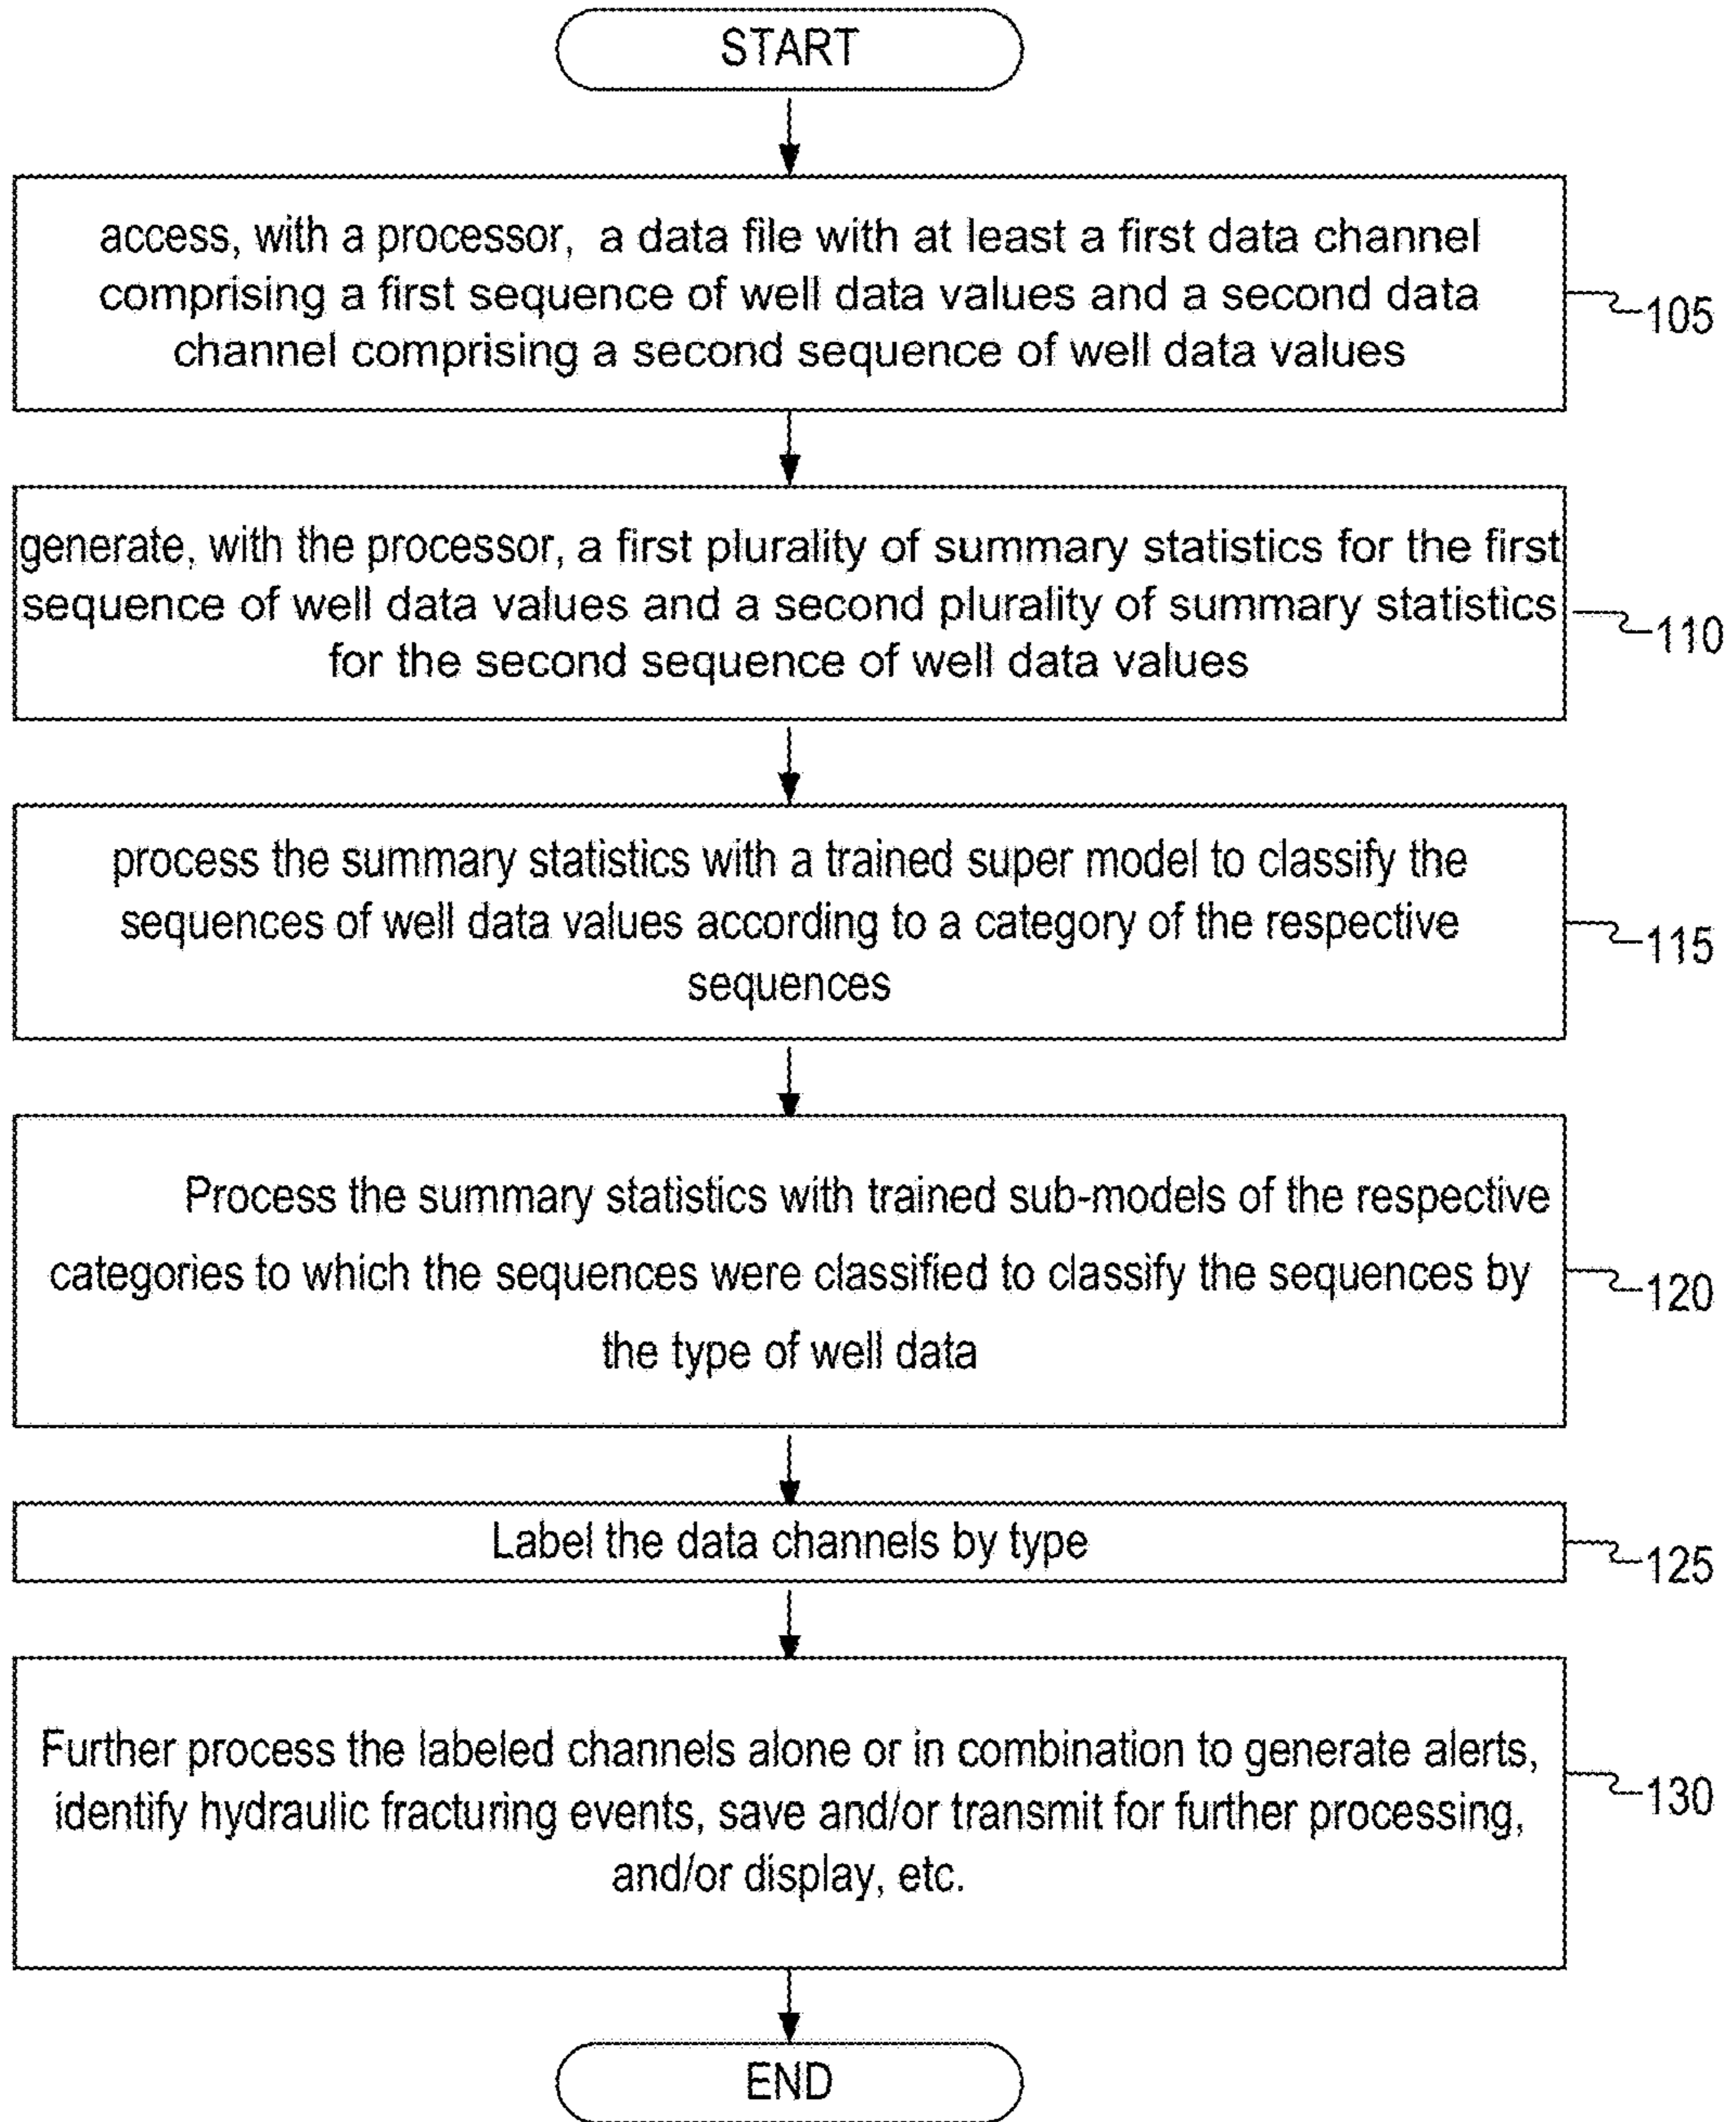 START
access, with a processor, a data file with at least a first data channel
comprising a first sequence of well data values and a second data
channel comprising a second sequence of well data values
105
generate, with the processor, a first plurality of summary statistics for the first
sequence of well data values and a second plurality of summary statistics
for the second sequence of well data values
110
process the summary statistics with a trained super model to classify the
sequences of well data values according to a category of the respective
sequences
115
Process the summary statistics with trained sub-models of the respective
categories to which the sequences were classified to classify the sequences by
the type of well data
120
Label the data channels by type
125
Further process the labeled channels alone or in combination to generate alerts,
identify hydraulic fracturing events, save and/or transmit for further processing,
and/or display, etc.
130
END